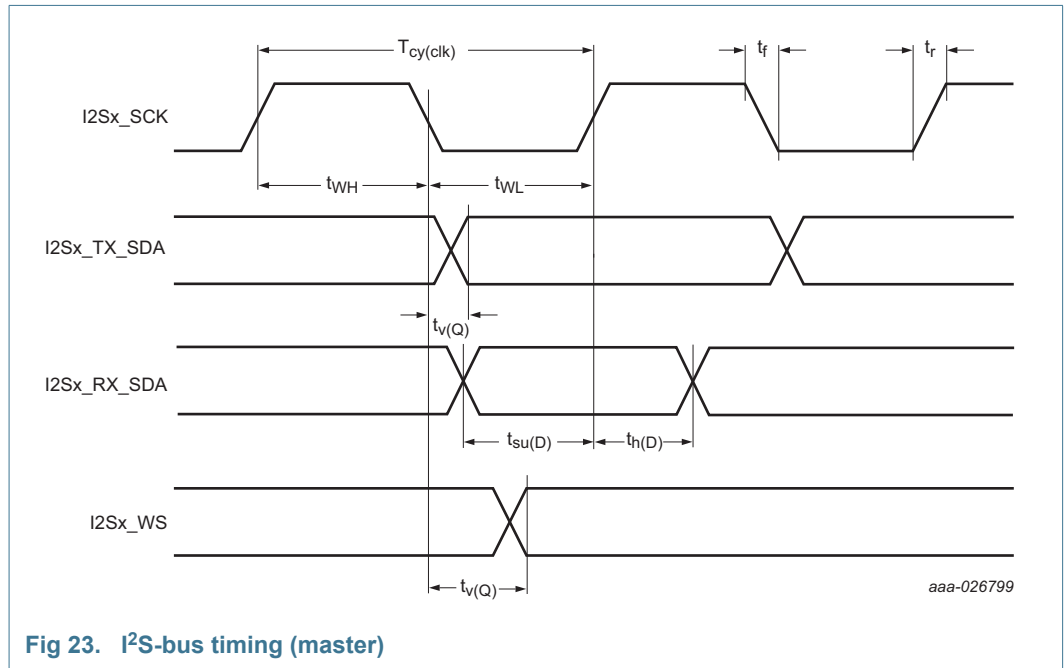 T_cy(clk)
t_f
t_r
I2Sx_SCK
t_WH
t_WL
I2Sx_TX_SDA
t_v(Q)
I2Sx_RX_SDA
t_su(D)
t_h(D)
I2Sx_WS
t_v(Q)
aaa-026799
Fig 23. I²S-bus timing (master)